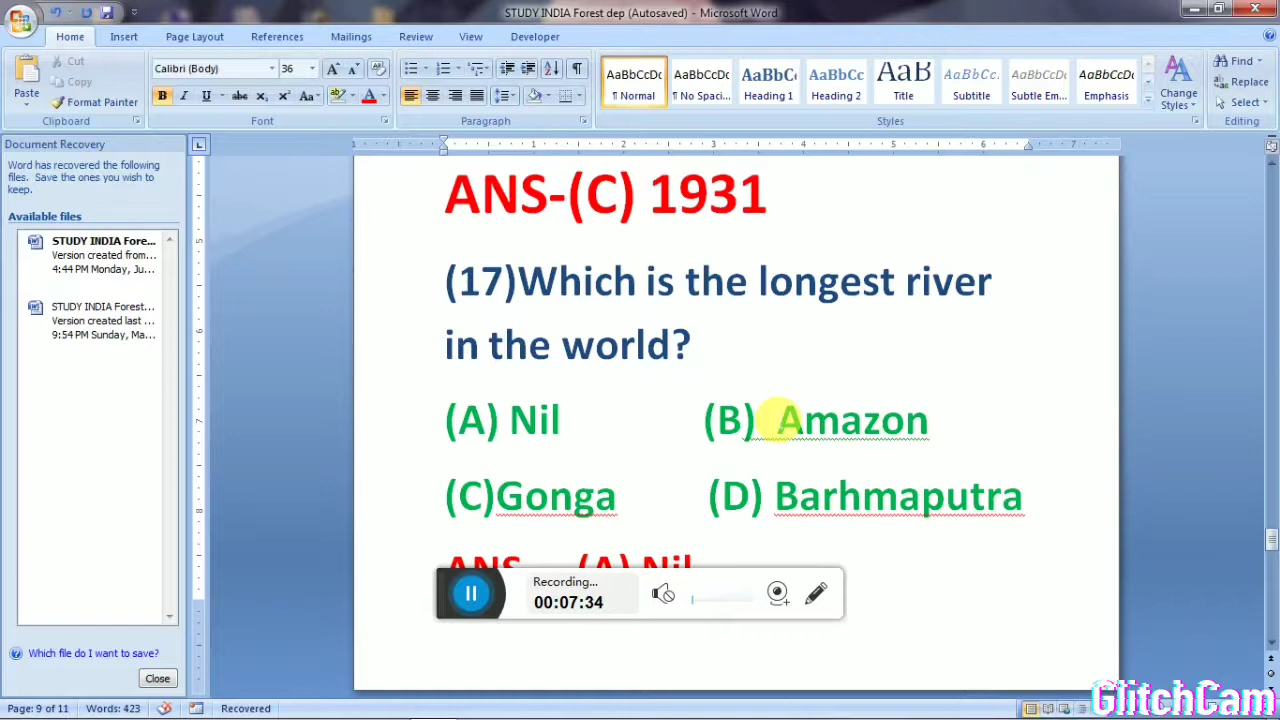 STUDY INDIA Forest dep (Autosaved) - Microsoft Word
Home Insert Page Layout References Mailings Review View Developer
Paste
Cut
Copy
Format Painter
Clipboard
Calibri (Body) 36
Font
Paragraph
AaBbCcDc AaBbCcDc AaBbCc AaBbCc AaB AaBbCc. AaBbCcDc AaBbCcDc
¶ Normal ¶ No Spaci... Heading 1 Heading 2 Title Subtitle Subtle Em... Emphasis
Change Styles
Styles
Find
Replace
Select
Editing
Document Recovery
Word has recovered the following
files. Save the ones you wish to
keep.
Available files
STUDY INDIA Fore...
Version created from...
4:44 PM Monday, Ju...
STUDY INDIA Forest...
Version created last ...
9:54 PM Sunday, Ma...
Which file do I want to save?
Close
ANS-(C) 1931
(17)Which is the longest river
in the world?
(A) Nil (B) Amazon
(C)Gonga (D) Barhmaputra
ANS (A) Nil
Recording...
00:07:34
Page: 9 of 11 Words: 423 Recovered
GlitchCam